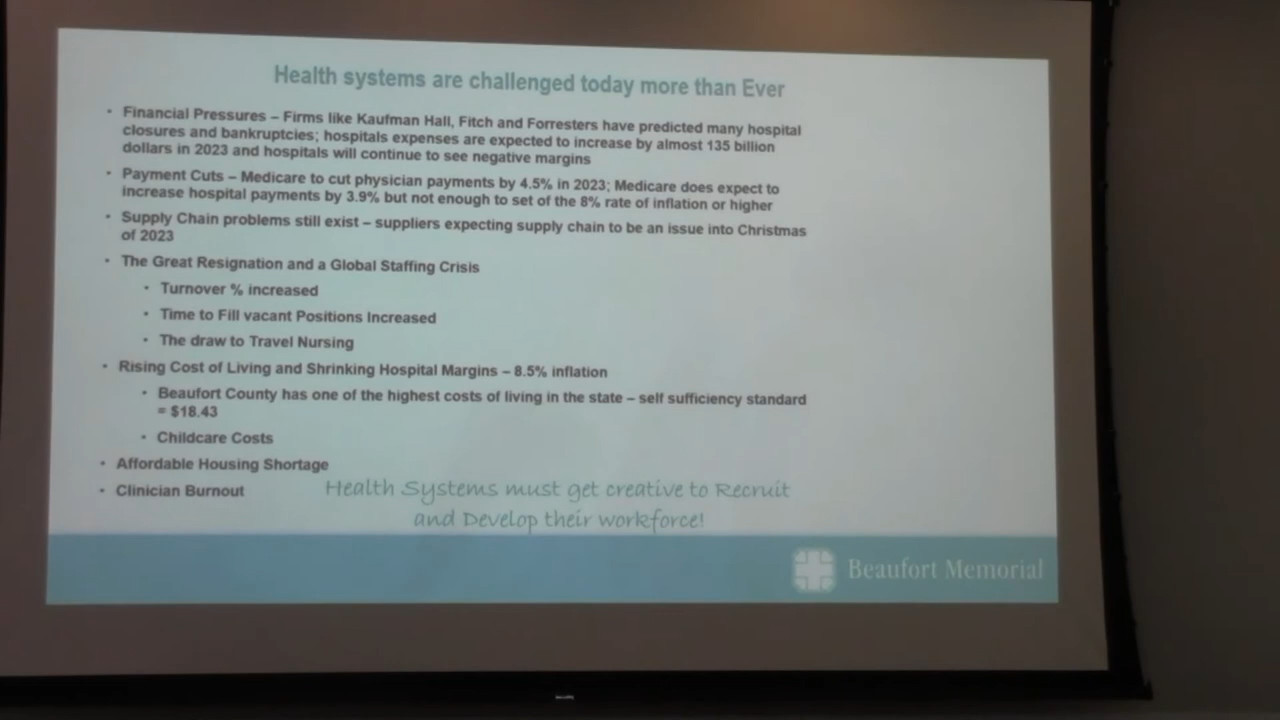 Health systems are challenged today more than Ever
• Financial Pressures – Firms like Kaufman Hall, Fitch and Forresters have predicted many hospital
closures and bankruptcies; hospitals expenses are expected to increase by almost 135 billion
dollars in 2023 and hospitals will continue to see negative margins
• Payment Cuts – Medicare to cut physician payments by 4.5% in 2023; Medicare does expect to
increase hospital payments by 3.9% but not enough to set of the 8% rate of inflation or higher
• Supply Chain problems still exist – suppliers expecting supply chain to be an issue into Christmas
of 2023
• The Great Resignation and a Global Staffing Crisis
• Turnover % increased
• Time to Fill vacant Positions Increased
• The draw to Travel Nursing
• Rising Cost of Living and Shrinking Hospital Margins – 8.5% inflation
• Beaufort County has one of the highest costs of living in the state – self sufficiency standard
= $18.43
• Childcare Costs
• Affordable Housing Shortage
• Clinician Burnout
Health Systems must get creative to Recruit
and Develop their workforce!
Beaufort Memorial